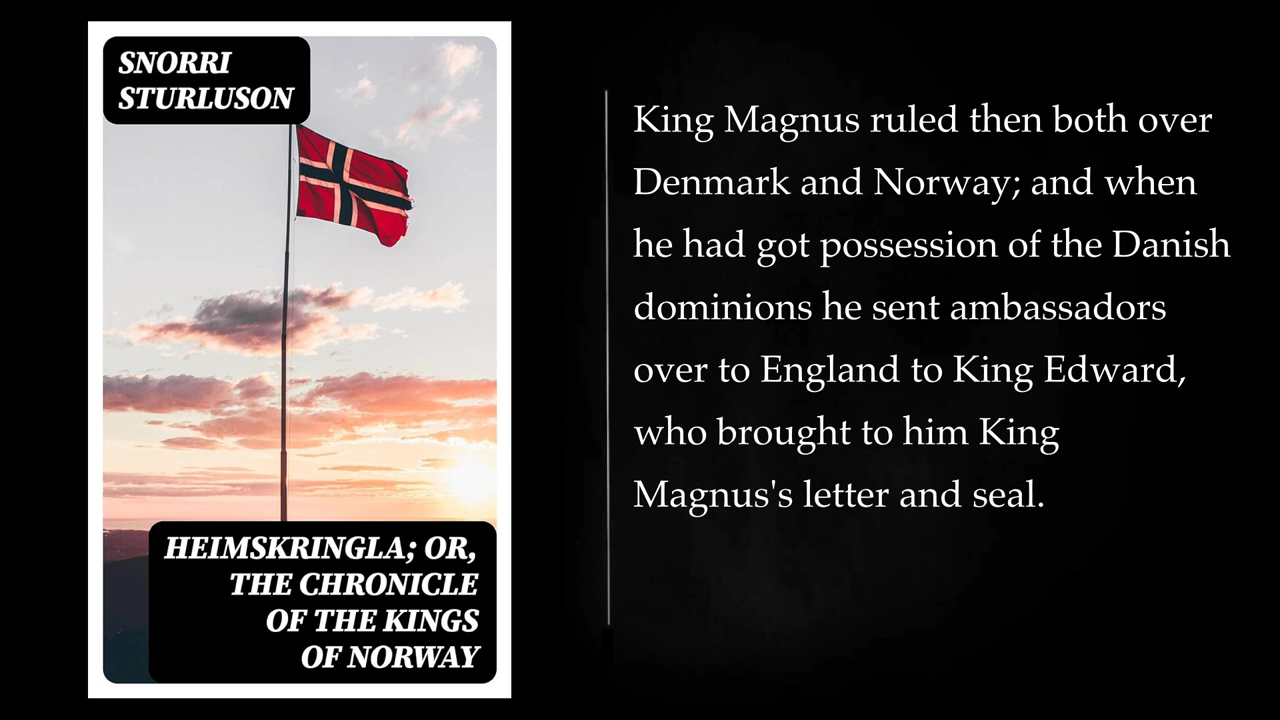 SNORRI
STURLUSON
HEIMSKRINGLA; OR,
THE CHRONICLE
OF THE KINGS
OF NORWAY
King Magnus ruled then both over
Denmark and Norway; and when
he had got possession of the Danish
dominions he sent ambassadors
over to England to King Edward,
who brought to him King
Magnus's letter and seal.